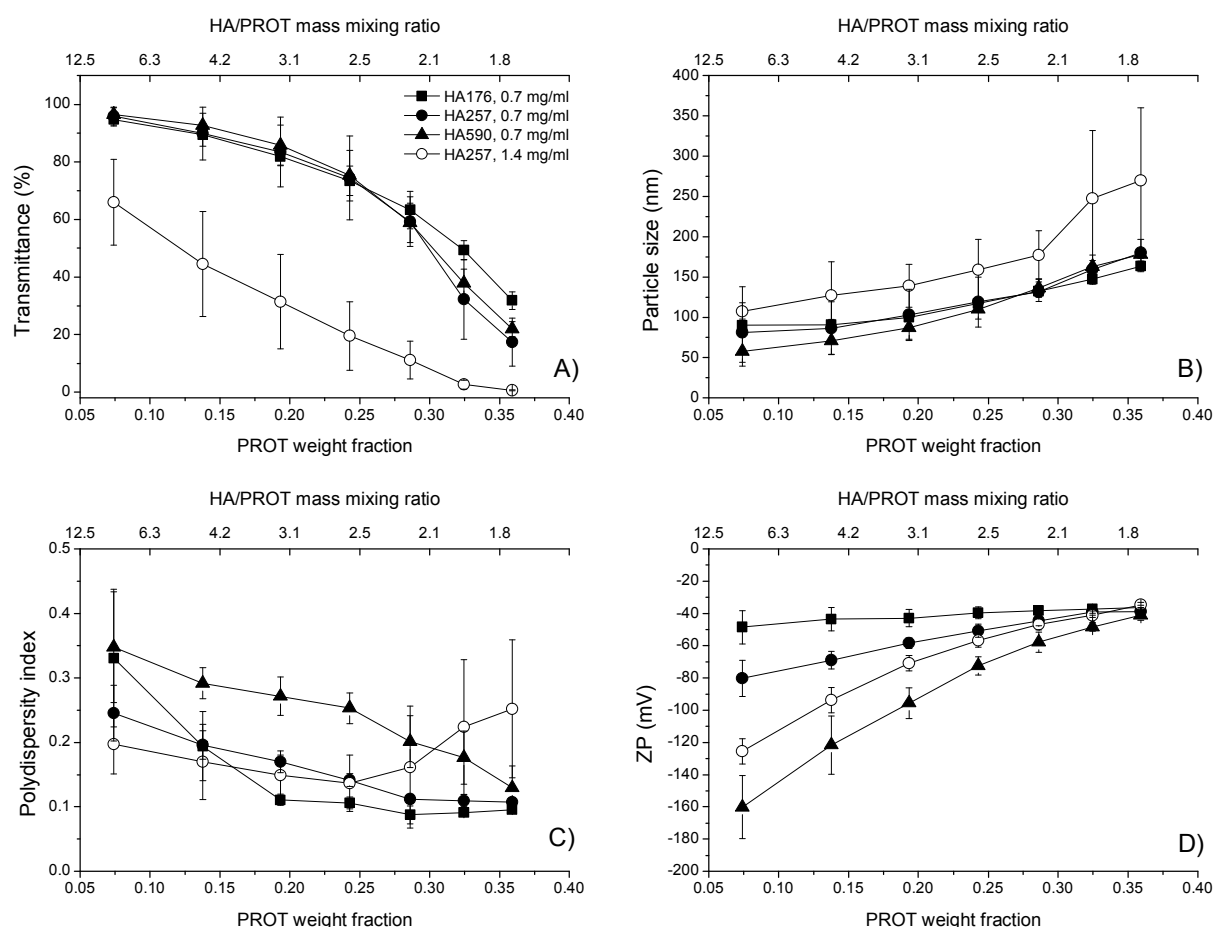 HA/PROT mass mixing ratio
12.5 6.3 4.2 3.1 2.5 2.1 1.8
100
80
60
40
20
0
Transmittance (%)
HA176, 0.7 mg/ml
HA257, 0.7 mg/ml
HA590, 0.7 mg/ml
HA257, 1.4 mg/ml
A)
0.05 0.10 0.15 0.20 0.25 0.30 0.35 0.40
PROT weight fraction
HA/PROT mass mixing ratio
12.5 6.3 4.2 3.1 2.5 2.1 1.8
400
350
300
250
200
150
100
50
0
Particle size (nm)
B)
0.05 0.10 0.15 0.20 0.25 0.30 0.35 0.40
PROT weight fraction
HA/PROT mass mixing ratio
12.5 6.3 4.2 3.1 2.5 2.1 1.8
0.5
0.4
0.3
0.2
0.1
0.0
Polydispersity index
C)
0.05 0.10 0.15 0.20 0.25 0.30 0.35 0.40
PROT weight fraction
HA/PROT mass mixing ratio
12.5 6.3 4.2 3.1 2.5 2.1 1.8
0
-20
-40
-60
-80
-100
-120
-140
-160
-180
-200
ZP (mV)
D)
0.05 0.10 0.15 0.20 0.25 0.30 0.35 0.40
PROT weight fraction